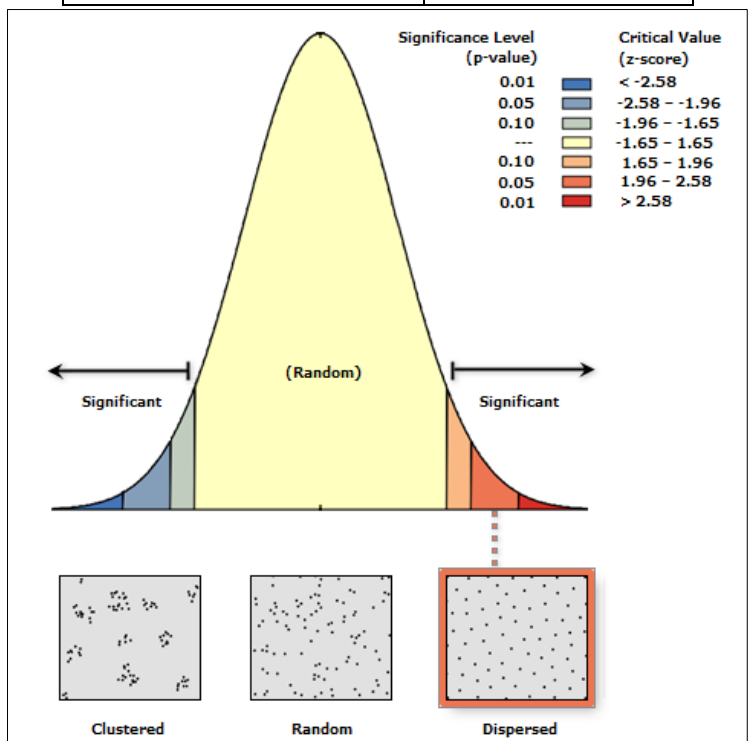 Significance Level Critical Value
(p-value) (z-score)
0.01 < -2.58
0.05 -2.58 – -1.96
0.10 -1.96 – -1.65
--- -1.65 – 1.65
0.10 1.65 – 1.96
0.05 1.96 – 2.58
0.01 > 2.58
(Random)
Significant Significant
Clustered Random Dispersed